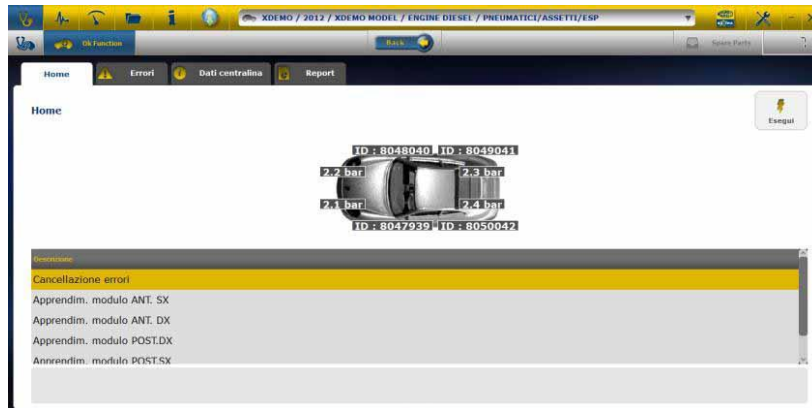 XDEMO / 2012 / XDEMO MODEL / ENGINE DIESEL / PNEUMATICI/ASSETTI/ESP
Ok Function
Back
Spare Parts
Home
Errori
Dati centralina
Report
Home
Esegui
ID : 8048040
ID : 8049041
2.2 bar
2.3 bar
2.1 bar
2.4 bar
ID : 8047939
ID : 8050042
Descrizione
Cancellazione errori
Apprendim. modulo ANT. SX
Apprendim. modulo ANT. DX
Apprendim. modulo POST.DX
Apprendim. modulo POST.SX